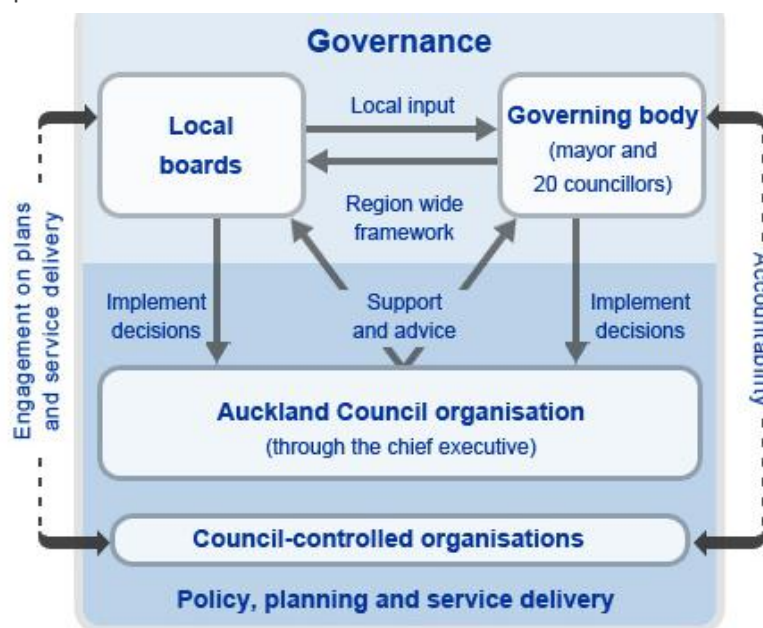 Governance
Local
boards
Local input
Governing body
(mayor and
20 councillors)
Region wide
framework
Engagement on plans
and service delivery
Accountability
Implement
decisions
Support
and advice
Implement
decisions
Auckland Council organisation
(through the chief executive)
Council-controlled organisations
Policy, planning and service delivery